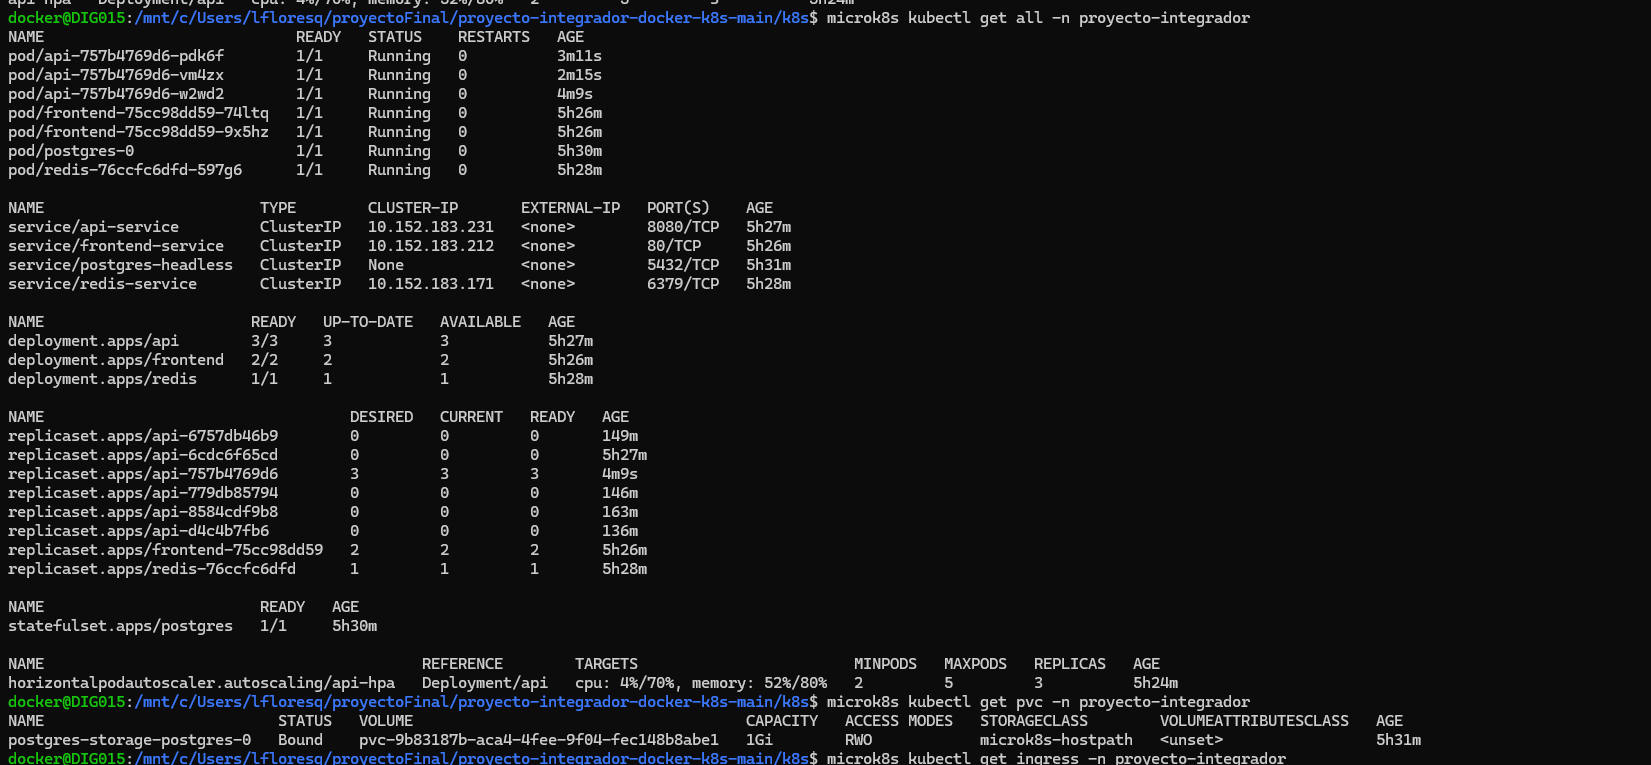 api-hpa   Deployment/api   cpu: 4%/70%, memory: 52%/80%   2         5         3          5h24m
docker@DIG015:/mnt/c/Users/lfloresq/proyectoFinal/proyecto-integrador-docker-k8s-main/k8s$ microk8s kubectl get all -n proyecto-integrador
NAME                            READY   STATUS    RESTARTS   AGE
pod/api-757b4769d6-pdk6f        1/1     Running   0          3m11s
pod/api-757b4769d6-vm4zx        1/1     Running   0          2m15s
pod/api-757b4769d6-w2wd2        1/1     Running   0          4m9s
pod/frontend-75cc98dd59-74ltq   1/1     Running   0          5h26m
pod/frontend-75cc98dd59-9x5hz   1/1     Running   0          5h26m
pod/postgres-0                  1/1     Running   0          5h30m
pod/redis-76ccfc6dfd-597g6      1/1     Running   0          5h28m
NAME                        TYPE        CLUSTER-IP       EXTERNAL-IP   PORT(S)    AGE
service/api-service         ClusterIP   10.152.183.231   <none>        8080/TCP   5h27m
service/frontend-service    ClusterIP   10.152.183.212   <none>        80/TCP     5h26m
service/postgres-headless   ClusterIP   None             <none>        5432/TCP   5h31m
service/redis-service       ClusterIP   10.152.183.171   <none>        6379/TCP   5h28m
NAME                       READY   UP-TO-DATE   AVAILABLE   AGE
deployment.apps/api        3/3     3            3           5h27m
deployment.apps/frontend   2/2     2            2           5h26m
deployment.apps/redis      1/1     1            1           5h28m
NAME                                  DESIRED   CURRENT   READY   AGE
replicaset.apps/api-6757db46b9        0         0         0       149m
replicaset.apps/api-6cdc6f65cd        0         0         0       5h27m
replicaset.apps/api-757b4769d6        3         3         3       4m9s
replicaset.apps/api-779db85794        0         0         0       146m
replicaset.apps/api-8584cdf9b8        0         0         0       163m
replicaset.apps/api-d4c4b7fb6         0         0         0       136m
replicaset.apps/frontend-75cc98dd59   2         2         2       5h26m
replicaset.apps/redis-76ccfc6dfd      1         1         1       5h28m
NAME                        READY   AGE
statefulset.apps/postgres   1/1     5h30m
NAME                                          REFERENCE        TARGETS                        MINPODS   MAXPODS   REPLICAS   AGE
horizontalpodautoscaler.autoscaling/api-hpa   Deployment/api   cpu: 4%/70%, memory: 52%/80%   2         5         3          5h24m
docker@DIG015:/mnt/c/Users/lfloresq/proyectoFinal/proyecto-integrador-docker-k8s-main/k8s$ microk8s kubectl get pvc -n proyecto-integrador
NAME                          STATUS   VOLUME                                     CAPACITY   ACCESS MODES   STORAGECLASS        VOLUMEATTRIBUTESCLASS   AGE
postgres-storage-postgres-0   Bound    pvc-9b83187b-aca4-4fee-9f04-fec148b8abe1   1Gi        RWO            microk8s-hostpath   <unset>                 5h31m
docker@DIG015:/mnt/c/Users/lfloresq/proyectoFinal/proyecto-integrador-docker-k8s-main/k8s$ microk8s kubectl get ingress -n proyecto-integrador